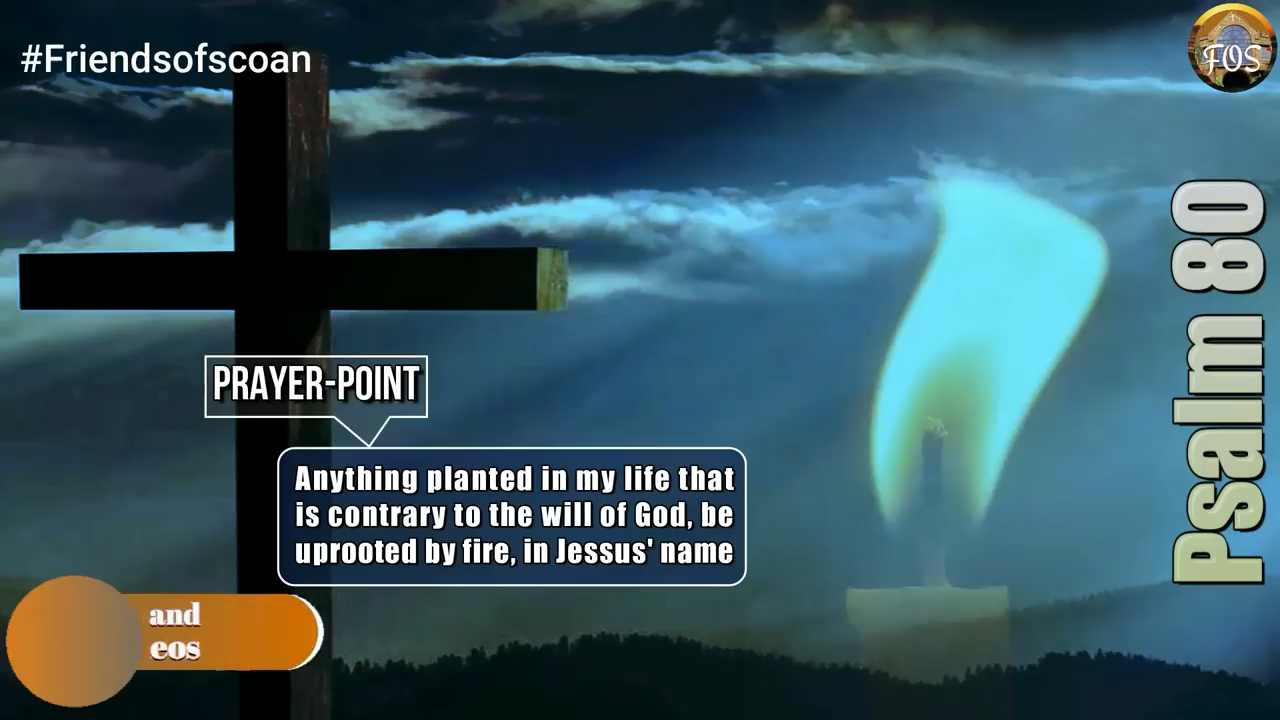 #Friendsofscoan
FOS
Psalm 80
PRAYER-POINT
Anything planted in my life that
is contrary to the will of God, be
uprooted by fire, in Jessus' name
and
eos